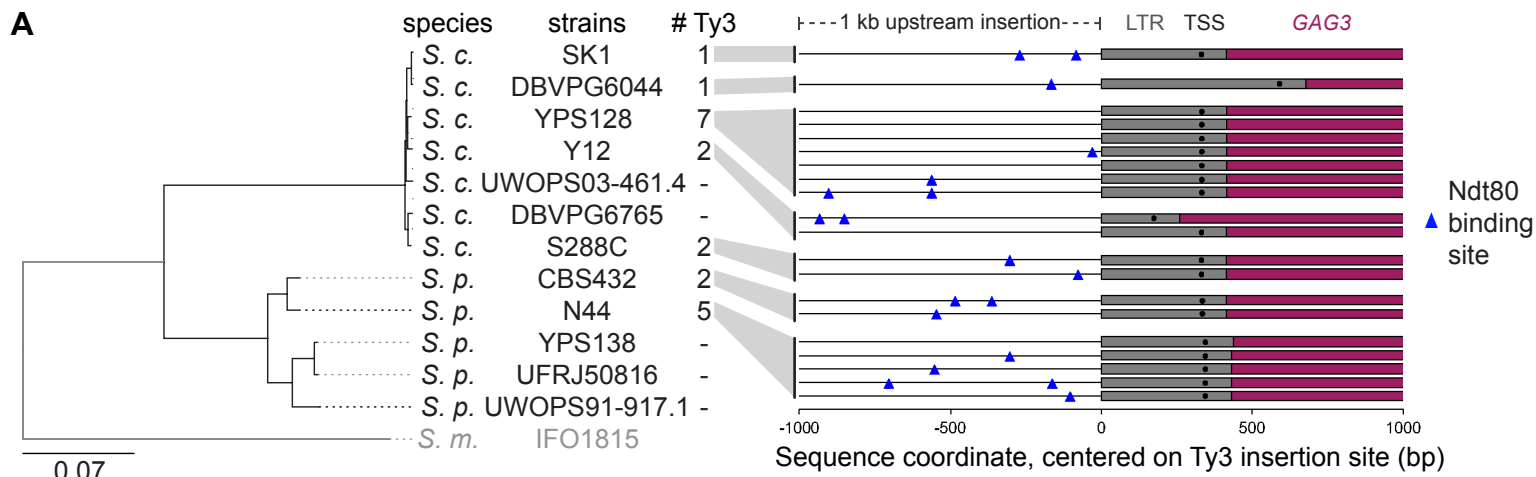 A
species strains # Ty3 1 kb upstream insertion LTR TSS GAG3
S. c. SK1 1
S. c. DBVPG6044 1
S. c. YPS128 7
S. c. Y12 2
S. c. UWOPS03-461.4 -
S. c. DBVPG6765 -
S. c. S288C 2
S. p. CBS432 2
S. p. N44 5
S. p. YPS138 -
S. p. UFRJ50816 -
S. p. UWOPS91-917.1 -
S. m. IFO1815
0.07
Ndt80
binding
site
-1000 -500 0 500 1000
Sequence coordinate, centered on Ty3 insertion site (bp)